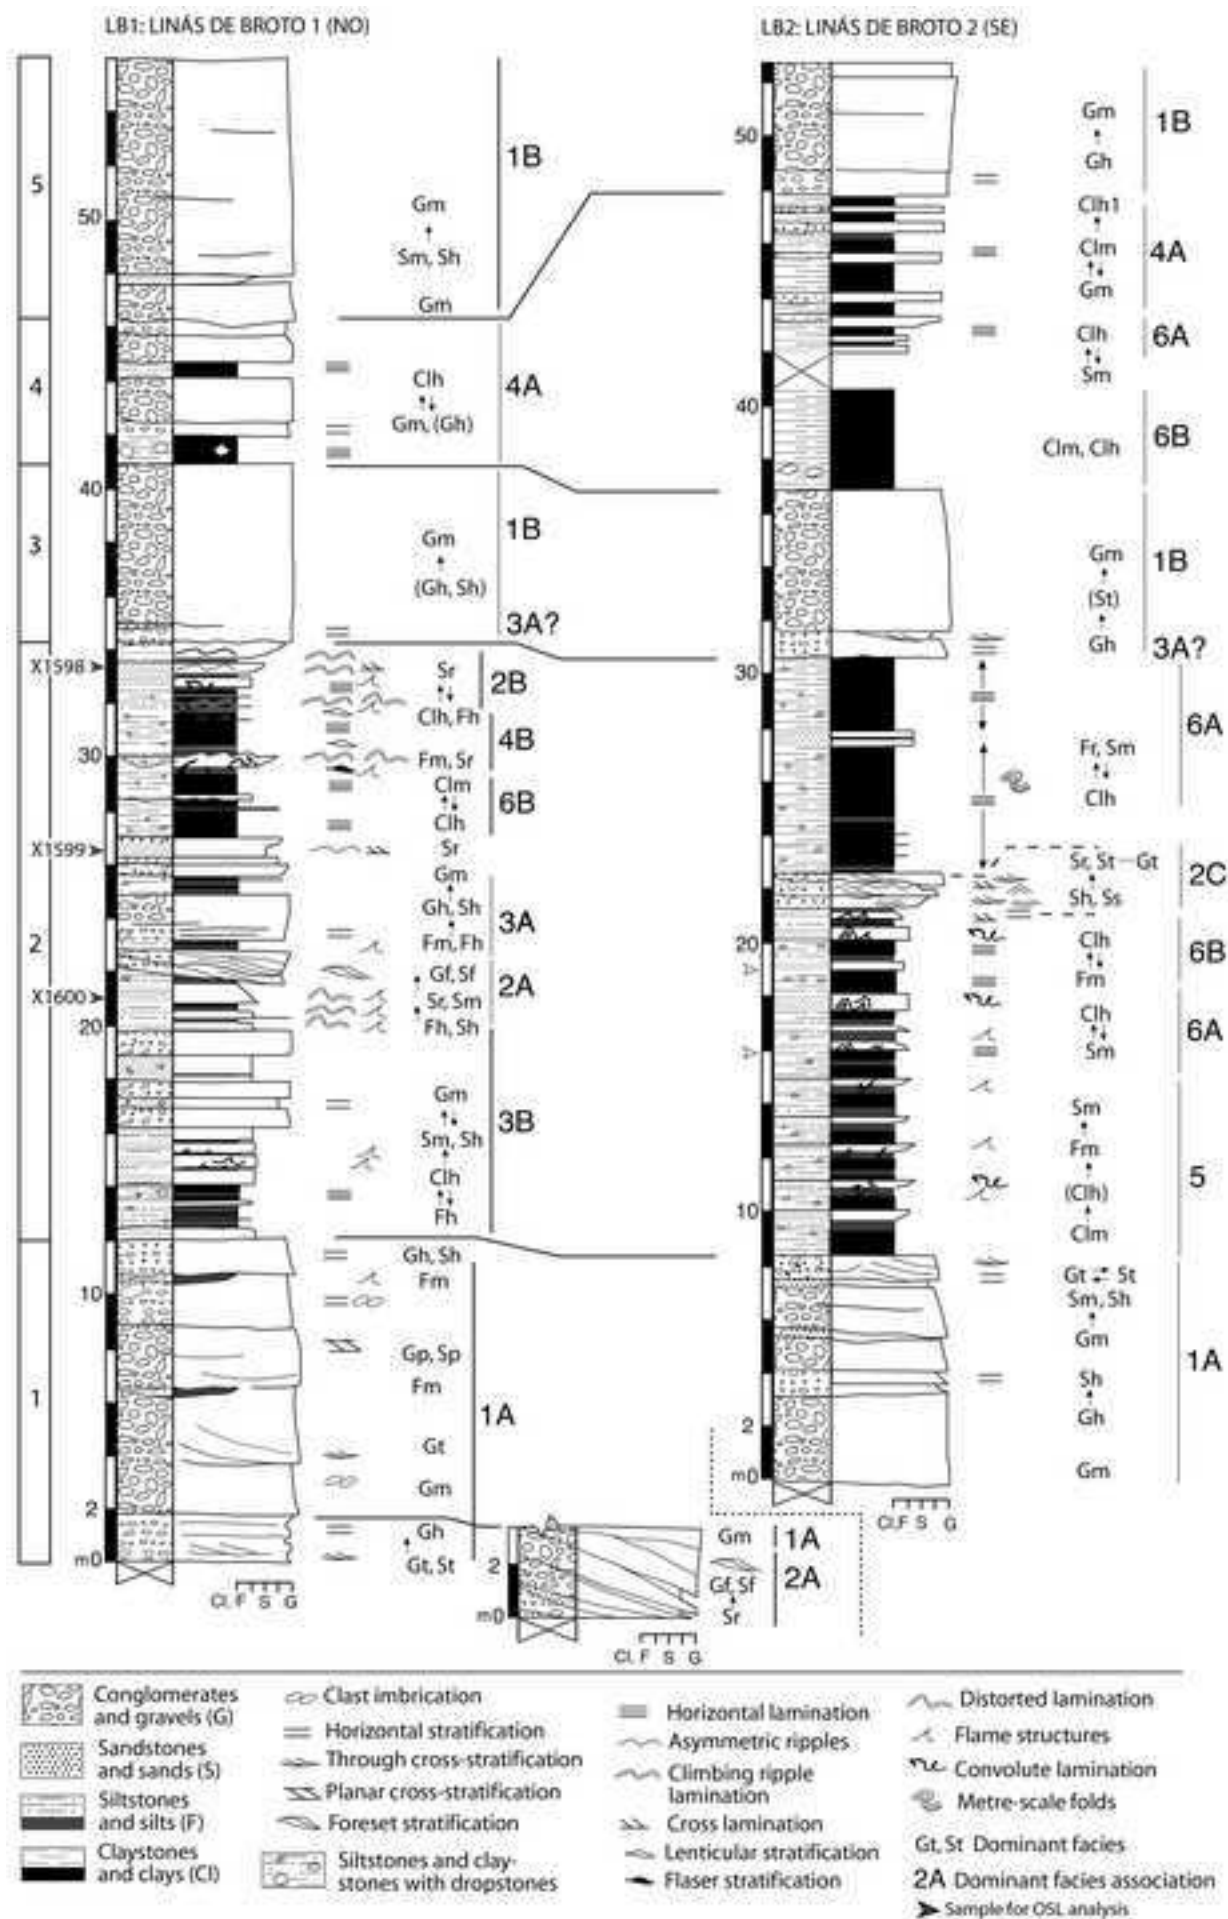 LB1: LINÁS DE BROTO 1 (NO)
LB2: LINÁS DE BROTO 2 (SE)
5
4
3
2
1
50
40
30
20
10
2
m0
X1598
X1599
X1600
Gm
Sm, Sh
Gm
1B
Clh
Gm, (Gh)
4A
Gm
(Gh, Sh)
1B
3A?
Sr
Clh, Fh
2B
Fm, Sr
4B
Clm
Clh
6B
Sr
Gm
Gh, Sh
Fm, Fh
3A
Gf, Sf
Sr, Sm
Fh, Sh
2A
Gm
Sm, Sh
Clh
Fh
3B
Gh, Sh
Fm
Gp, Sp
Fm
Gt
Gm
Gh
Gt, St
1A
Cl, F S G
2
m0
Gm
1A
Gf, Sf
Sr
2A
Cl, F S G
50
40
30
20
10
2
m0
Gm
Gh
1B
Clh1
Clm
Gm
4A
Clh
Sm
6A
Clm, Clh
6B
Gm
(St)
Gh
1B
3A?
Fr, Sm
Clh
6A
Sr, St—Gt
Sh, Ss
2C
Clh
Fm
6B
Clh
Sm
6A
Sm
Fm
(Clh)
Clm
5
Gt St
Sm, Sh
Gm
Sh
Gh
Gm
1A
Cl,F S G
Conglomerates
and gravels (G)
Sandstones
and sands (S)
Siltstones
and silts (F)
Claystones
and clays (Cl)
Clast imbrication
Horizontal stratification
Through cross-stratification
Planar cross-stratification
Foreset stratification
Siltstones and clay-
stones with dropstones
Horizontal lamination
Asymmetric ripples
Climbing ripple
lamination
Cross lamination
Lenticular stratification
Flaser stratification
Distorted lamination
Flame structures
Convolute lamination
Metre-scale folds
Gt, St Dominant facies
2A Dominant facies association
Sample for OSL analysis